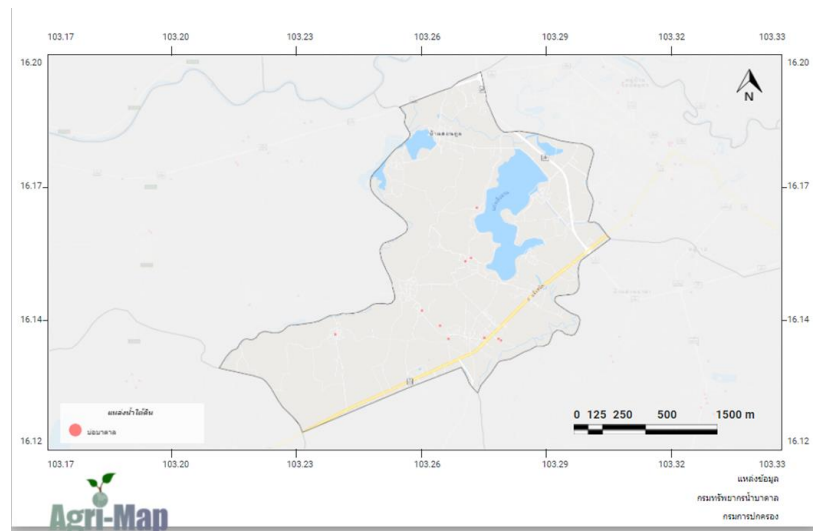 103.17 103.20 103.23 103.26 103.29 103.32 103.33
16.20 16.20
N
16.17 16.17
16.14 16.14
แหล่งน้ำใต้ดิน
บ่อบาดาล
0 125 250 500 1500 m
16.12 16.12
103.17 103.20 103.23 103.26 103.29 103.32 103.33
แหล่งข้อมูล
กรมทรัพยากรน้ำบาดาล
กรมการปกครอง
Agri-Map